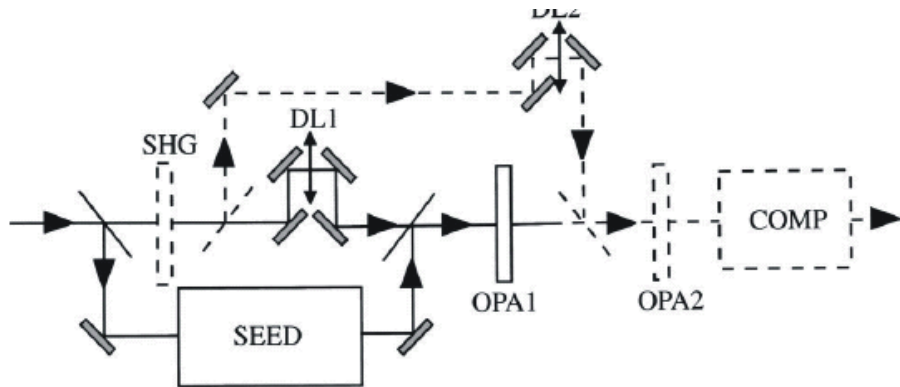 DL2
DL1
SHG
COMP
OPA1
OPA2
SEED